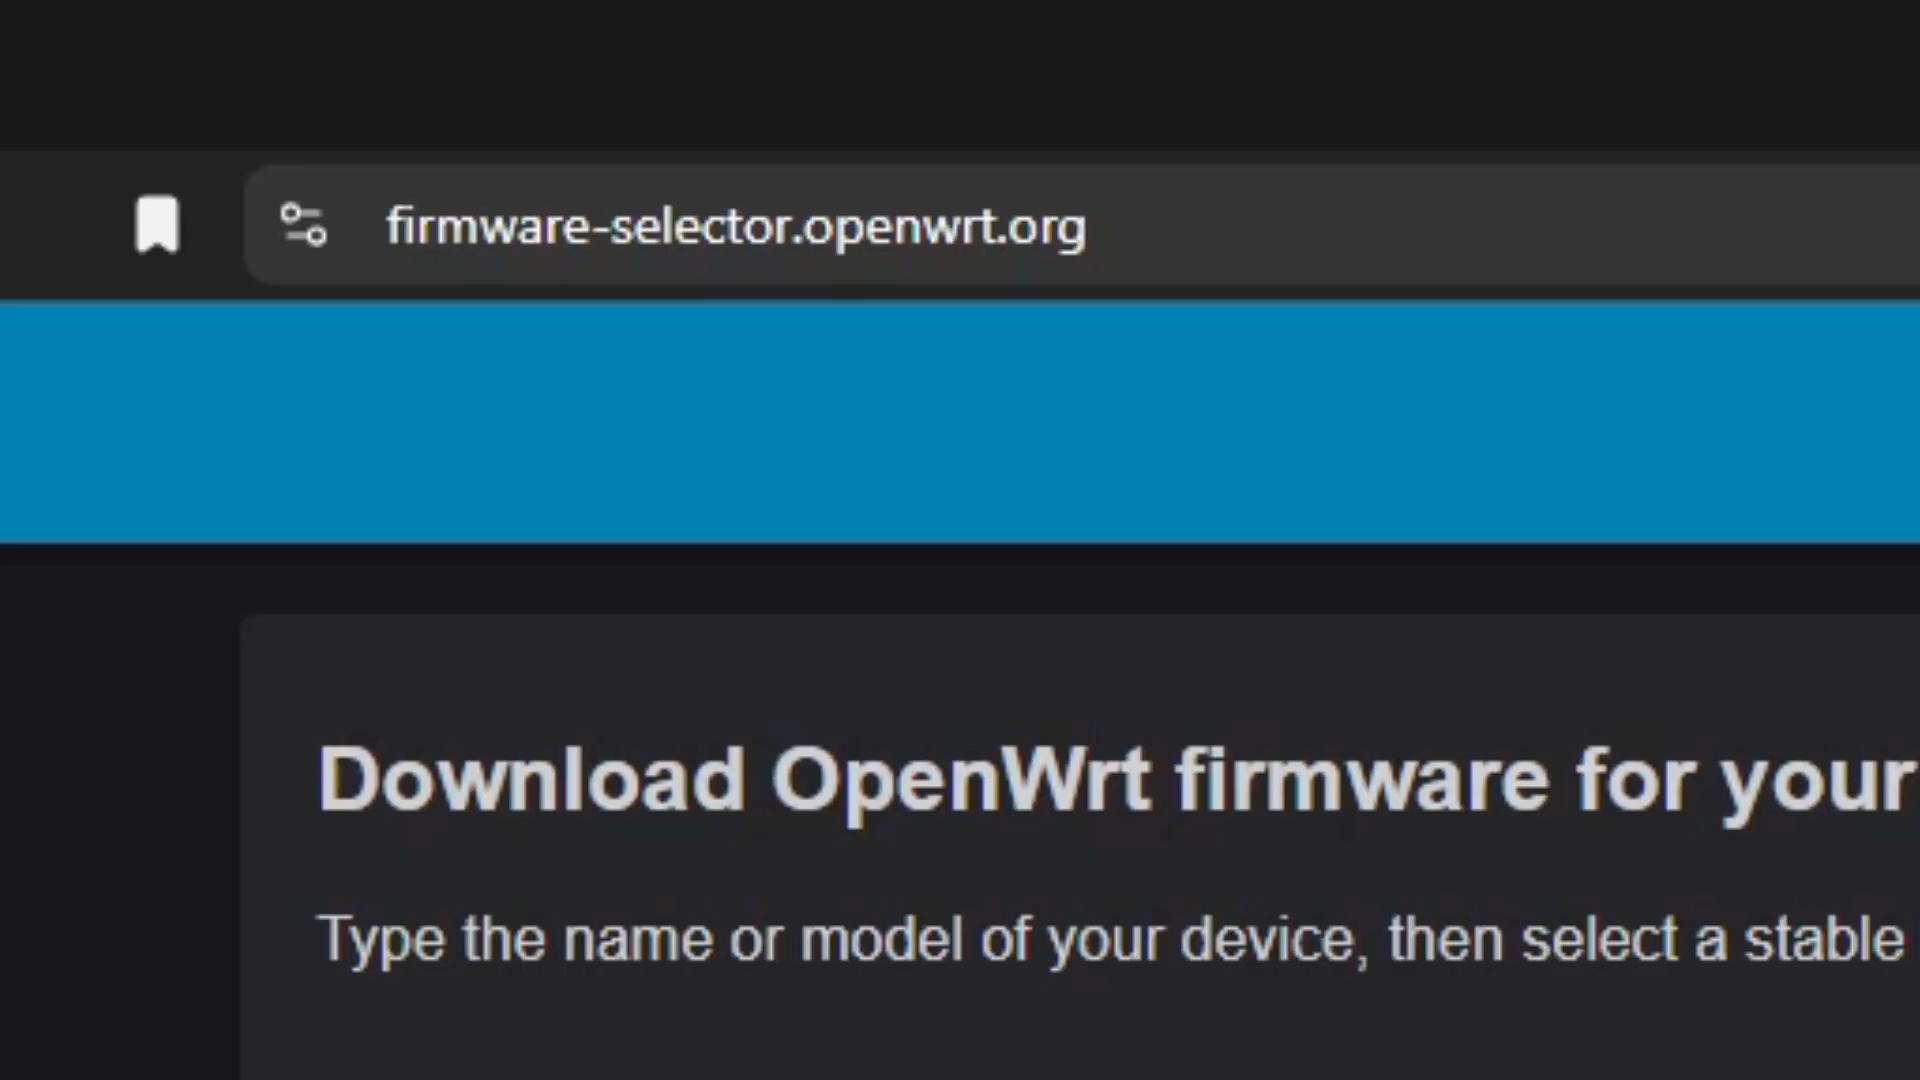 firmware-selector.openwrt.org
Download OpenWrt firmware for your
Type the name or model of your device, then select a stable